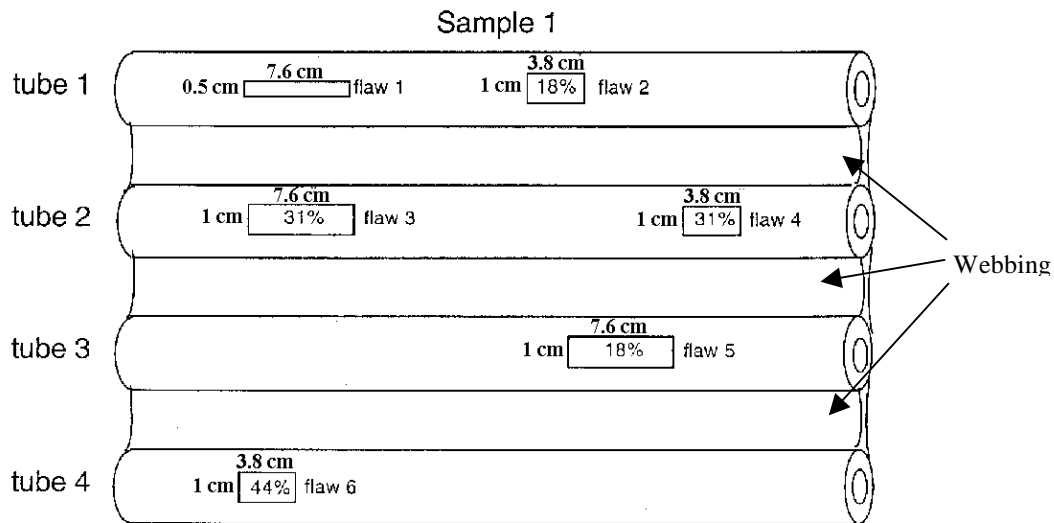 Sample 1
tube 1
7.6 cm
0.5 cm
flaw 1
3.8 cm
1 cm
18%
flaw 2
tube 2
7.6 cm
1 cm
31%
flaw 3
3.8 cm
1 cm
31%
flaw 4
Webbing
tube 3
7.6 cm
1 cm
18%
flaw 5
tube 4
3.8 cm
1 cm
44%
flaw 6